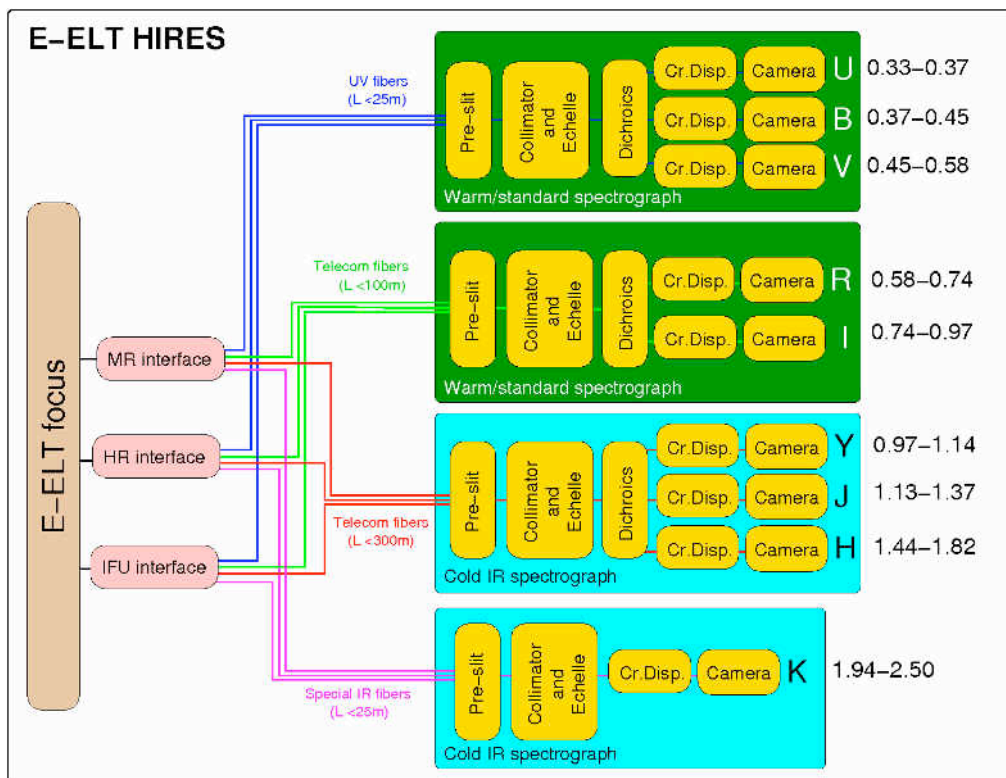 E-ELT HIRES
E-ELT focus
MR interface
HR interface
IFU interface
UV fibers
(L <25m)
Pre-slit
Collimator
and
Echelle
Dichroics
Cr.Disp.
Camera
U
0.33-0.37
Cr.Disp.
Camera
B
0.37-0.45
Cr.Disp.
Camera
V
0.45-0.58
Warm/standard spectrograph
Telecom fibers
(L <100m)
Pre-slit
Collimator
and
Echelle
Dichroics
Cr.Disp.
Camera
R
0.58-0.74
Cr.Disp.
Camera
I
0.74-0.97
Warm/standard spectrograph
Telecom fibers
(L <300m)
Pre-slit
Collimator
and
Echelle
Dichroics
Cr.Disp.
Camera
Y
0.97-1.14
Cr.Disp.
Camera
J
1.13-1.37
Cr.Disp.
Camera
H
1.44-1.82
Cold IR spectrograph
Special IR fibers
(L <25m)
Pre-slit
Collimator
and
Echelle
Cr.Disp.
Camera
K
1.94-2.50
Cold IR spectrograph